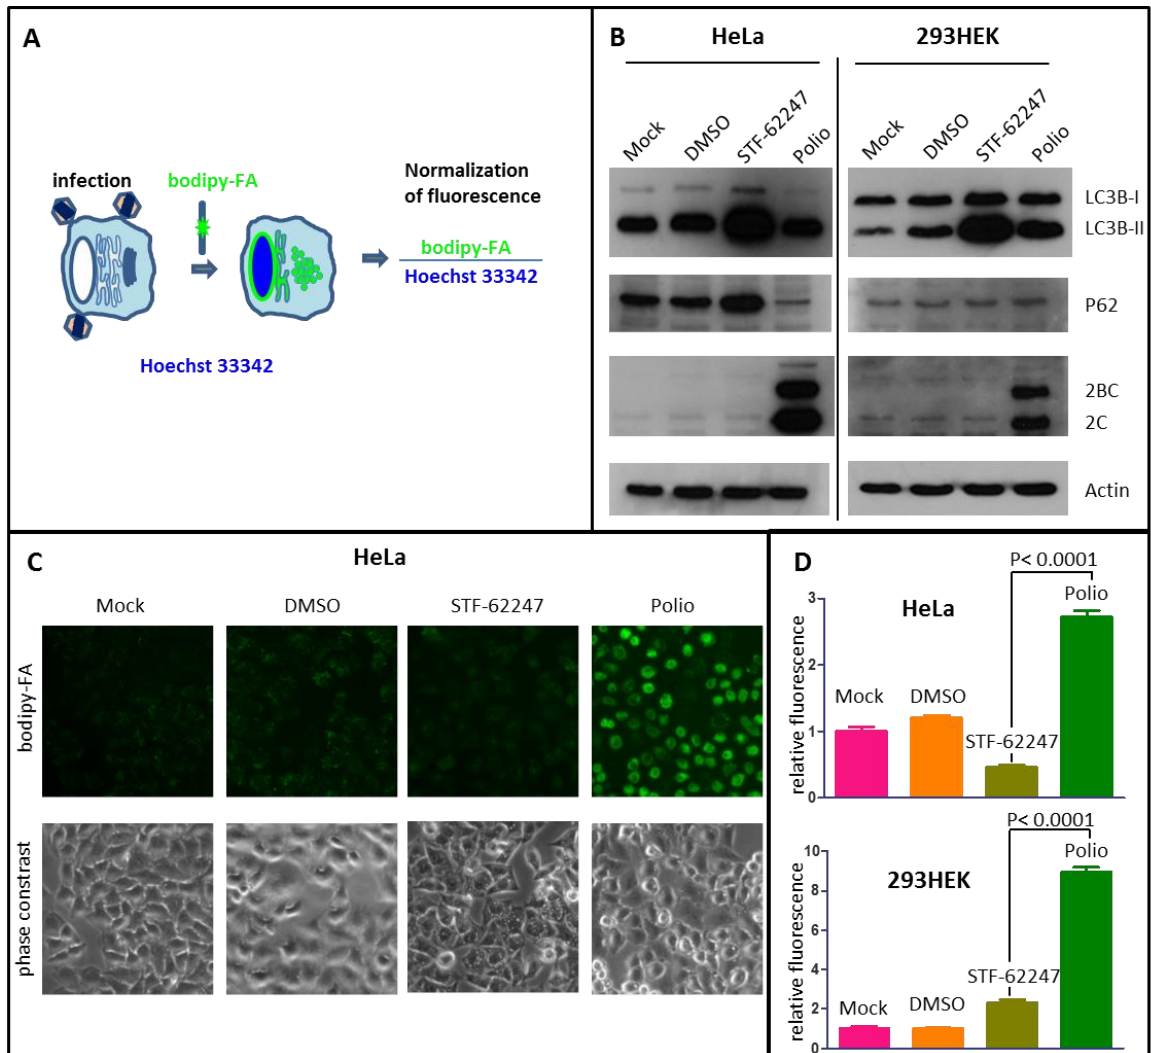 A
infection
bodipy-FA
Normalization
of fluorescence
bodipy-FA
Hoechst 33342
Hoechst 33342
B
HeLa
293HEK
Mock
DMSO
STF-62247
Polio
Mock
DMSO
STF-62247
Polio
LC3B-I
LC3B-II
P62
2BC
2C
Actin
C
HeLa
Mock
DMSO
STF-62247
Polio
bodipy-FA
phase constrast
D
P< 0.0001
HeLa
Polio
relative fluorescence
3
2
1
0
Mock
DMSO
STF-62247
P< 0.0001
293HEK
Polio
relative fluorescence
10
8
6
4
2
0
Mock
DMSO
STF-62247